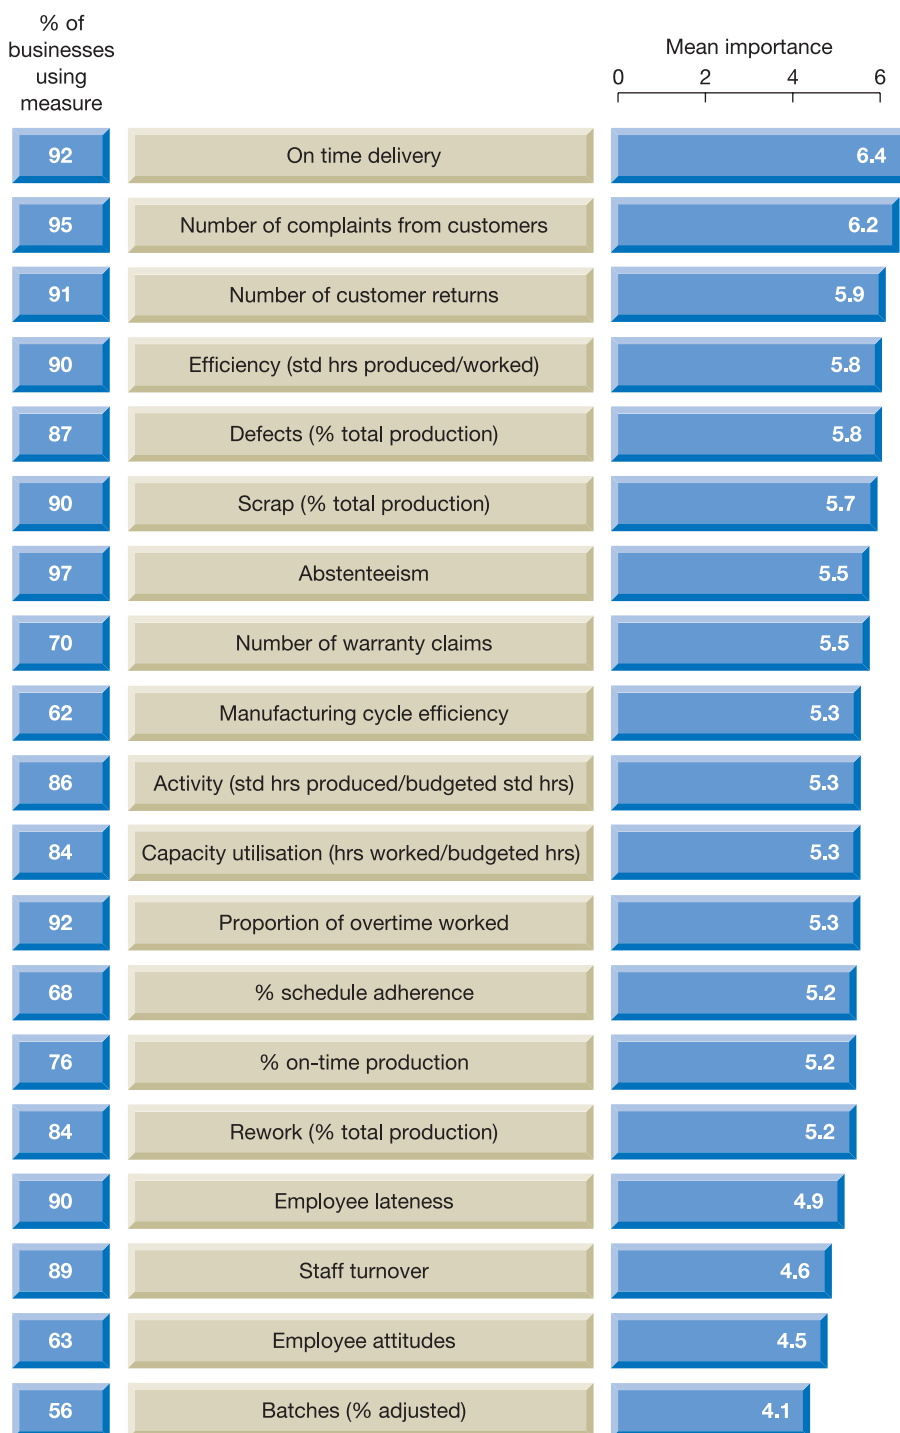 % of
businesses
using
measure
Mean importance
0 2 4 6
92 On time delivery 6.4
95 Number of complaints from customers 6.2
91 Number of customer returns 5.9
90 Efficiency (std hrs produced/worked) 5.8
87 Defects (% total production) 5.8
90 Scrap (% total production) 5.7
97 Abstenteeism 5.5
70 Number of warranty claims 5.5
62 Manufacturing cycle efficiency 5.3
86 Activity (std hrs produced/budgeted std hrs) 5.3
84 Capacity utilisation (hrs worked/budgeted hrs) 5.3
92 Proportion of overtime worked 5.3
68 % schedule adherence 5.2
76 % on-time production 5.2
84 Rework (% total production) 5.2
90 Employee lateness 4.9
89 Staff turnover 4.6
63 Employee attitudes 4.5
56 Batches (% adjusted) 4.1